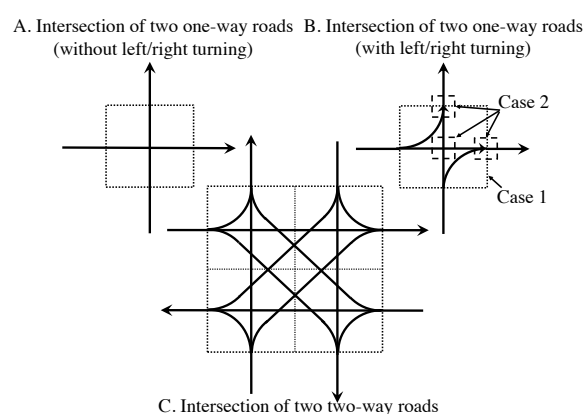 A. Intersection of two one-way roads
(without left/right turning)
B. Intersection of two one-way roads
(with left/right turning)
Case 2
Case 1
C. Intersection of two two-way roads